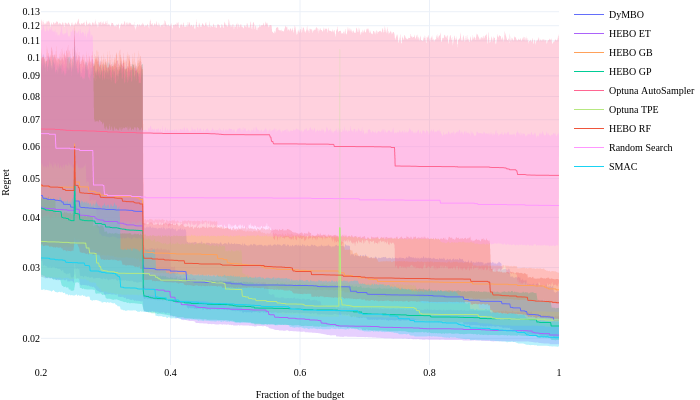 0.13
0.12
0.11
0.1
0.09
0.08
0.07
0.06
0.05
0.04
0.03
0.02
Regret
0.2
0.4
0.6
0.8
1
Fraction of the budget
DyMBO
HEBO ET
HEBO GB
HEBO GP
Optuna AutoSampler
Optuna TPE
HEBO RF
Random Search
SMAC